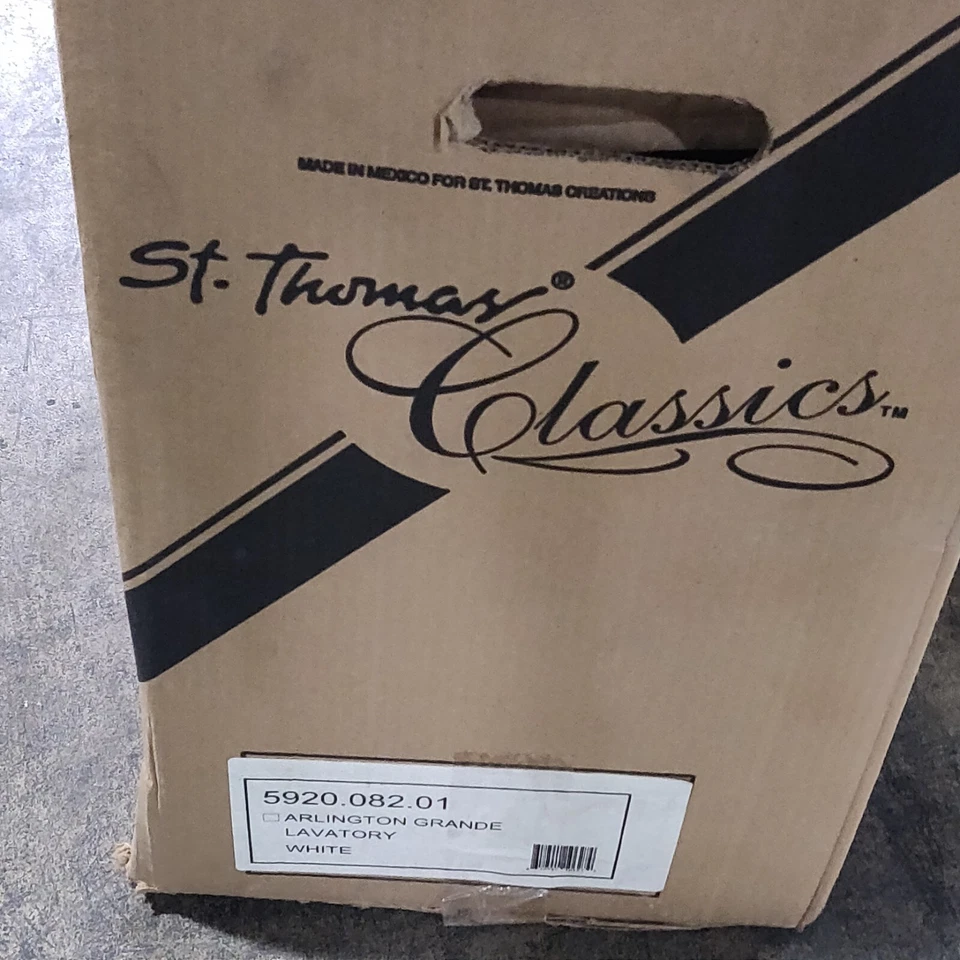 MADE IN MEXICO FOR ST. THOMAS CREATIONS
St. Thomas®
Classics™
5920.082.01
ARLINGTON GRANDE
LAVATORY
WHITE